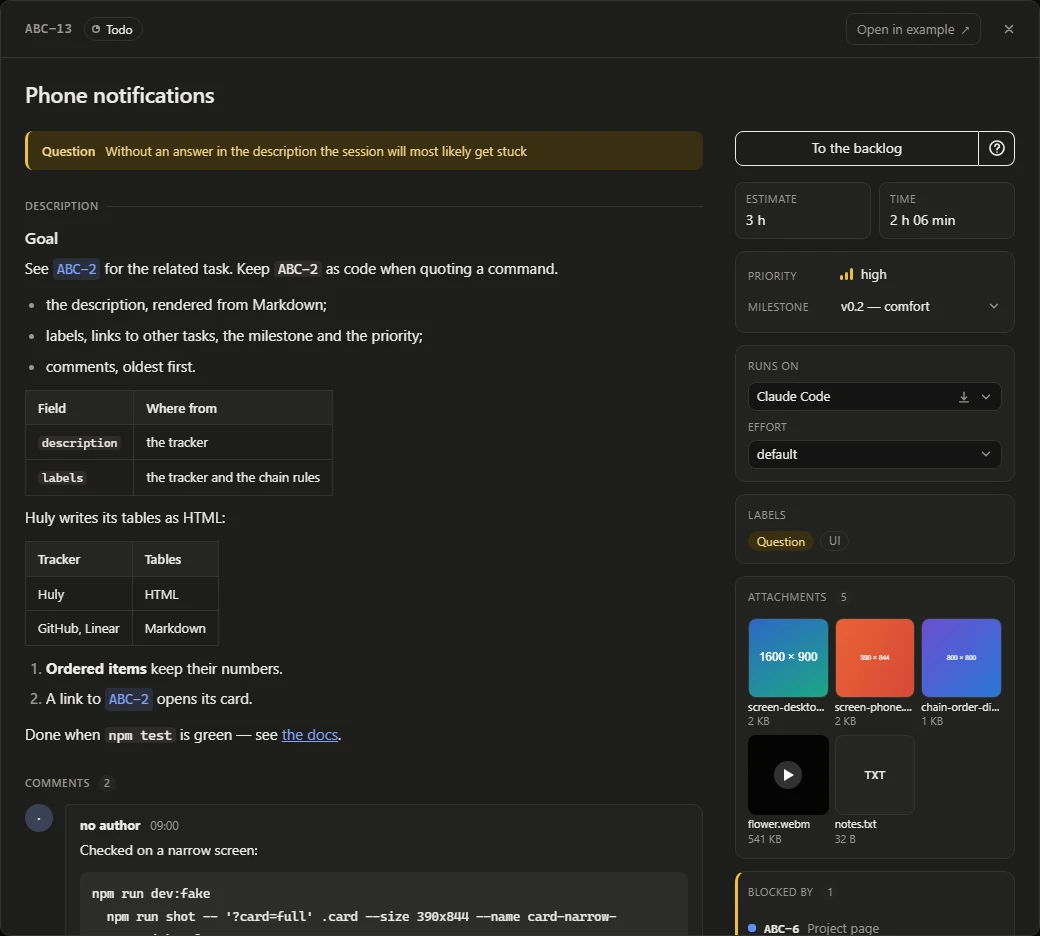 ABC-13
Todo
Open in example ↗
×
Phone notifications
Question Without an answer in the description the session will most likely get stuck
DESCRIPTION
Goal
See ABC-2 for the related task. Keep ABC-2 as code when quoting a command.
• the description, rendered from Markdown;
• labels, links to other tasks, the milestone and the priority;
• comments, oldest first.
Field Where from
description the tracker
labels the tracker and the chain rules
Huly writes its tables as HTML:
Tracker Tables
Huly HTML
GitHub, Linear Markdown
1. Ordered items keep their numbers.
2. A link to ABC-2 opens its card.
Done when npm test is green — see the docs.
COMMENTS 2
no author 09:00
Checked on a narrow screen:
npm run dev:fake
npm run shot -- '?card=full' .card --size 390x844 --name card-narrow-
To the backlog
?
ESTIMATE
3 h
TIME
2 h 06 min
PRIORITY high
MILESTONE v0.2 — comfort
RUNS ON
Claude Code
EFFORT
default
LABELS
Question UI
ATTACHMENTS 5
1600 × 900
390 × 844
800 × 800
screen-deskto... screen-phone.... chain-order-di...
2 KB 2 KB 1 KB
TXT
flower.webm notes.txt
541 KB 32 B
BLOCKED BY 1
ABC-6 Project page